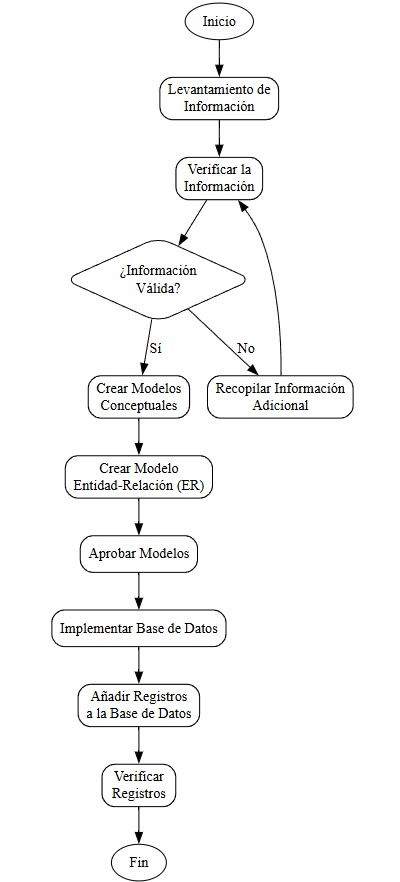 Inicio
Levantamiento de
Información
Verificar la
Información
¿Información
Válida?
Sí
No
Crear Modelos
Conceptuales
Recopilar Información
Adicional
Crear Modelo
Entidad-Relación (ER)
Aprobar Modelos
Implementar Base de Datos
Añadir Registros
a la Base de Datos
Verificar
Registros
Fin